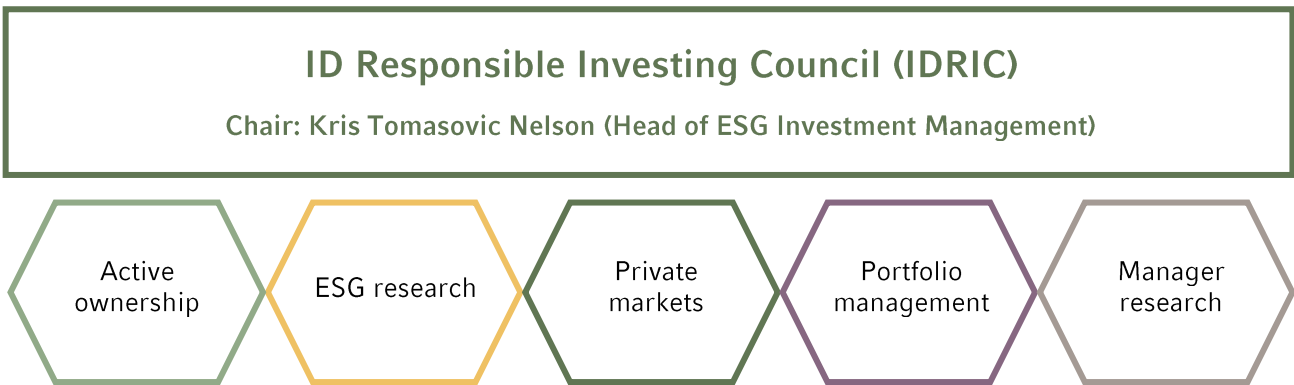 ID Responsible Investing Council (IDRIC)
Chair: Kris Tomasovic Nelson (Head of ESG Investment Management)
Active
ownership
ESG research
Private
markets
Portfolio
management
Manager
research